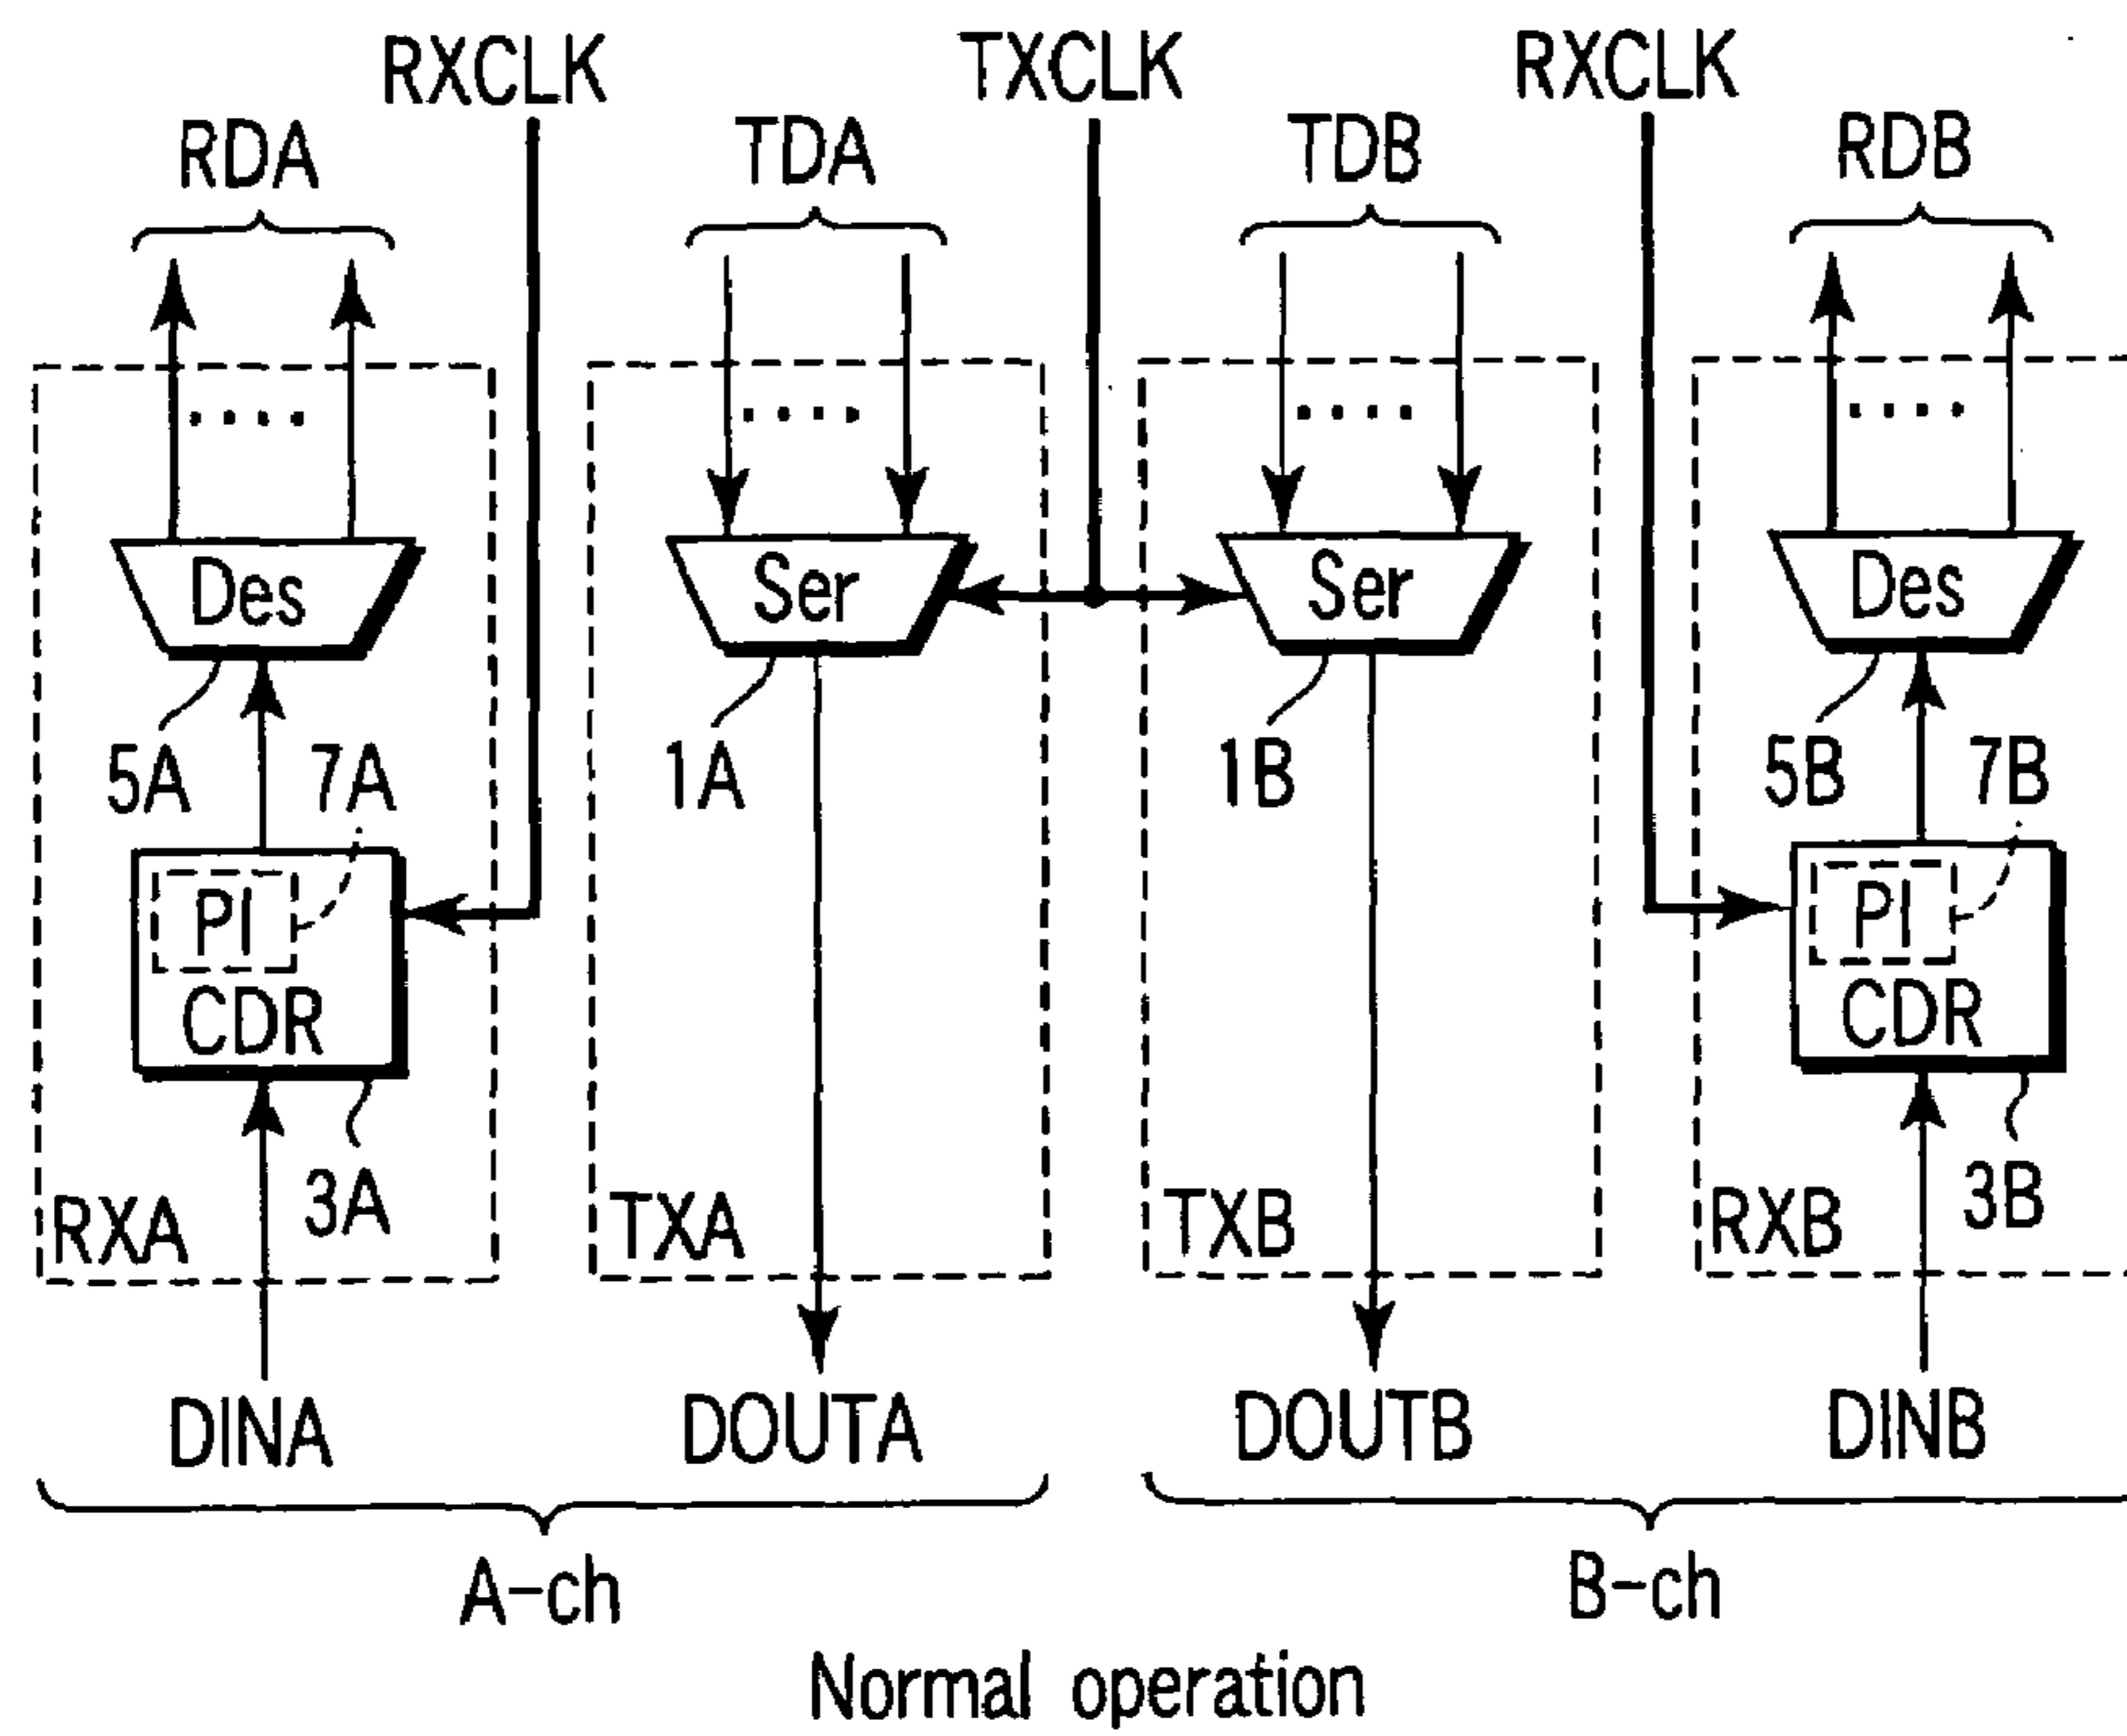 RXCLK TXCLK RXCLK
RDA TDA TDB RDB
Des Ser Ser Des
5A 7A 1A 1B 5B 7B
PI PI
CDR CDR
3A 3B
RXA TXA TXB RXB
DINA DOUTA DOUTB DINB
A-ch B-ch
Normal operation